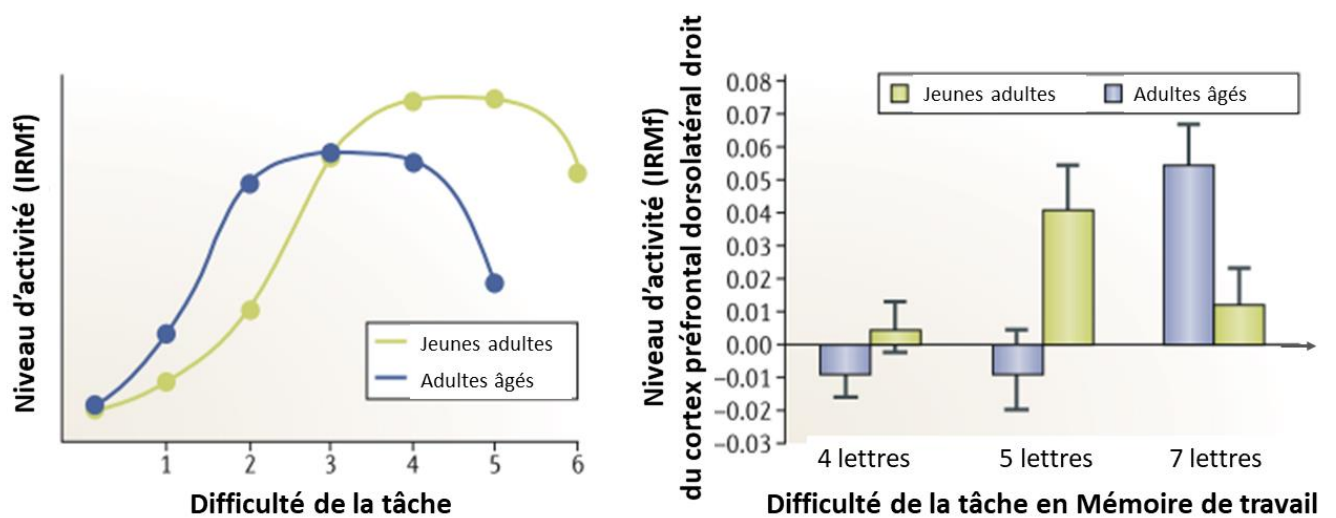 Niveau d’activité (IRMf)
Jeunes adultes
Adultes âgés
1 2 3 4 5 6
Difficulté de la tâche
Niveau d’activité (IRMf)
du cortex préfrontal dorsolatéral droit
0.08
0.07
0.06
0.05
0.04
0.03
0.02
0.01
0.00
−0.01
−0.02
−0.03
Jeunes adultes Adultes âgés
4 lettres 5 lettres 7 lettres
Difficulté de la tâche en Mémoire de travail